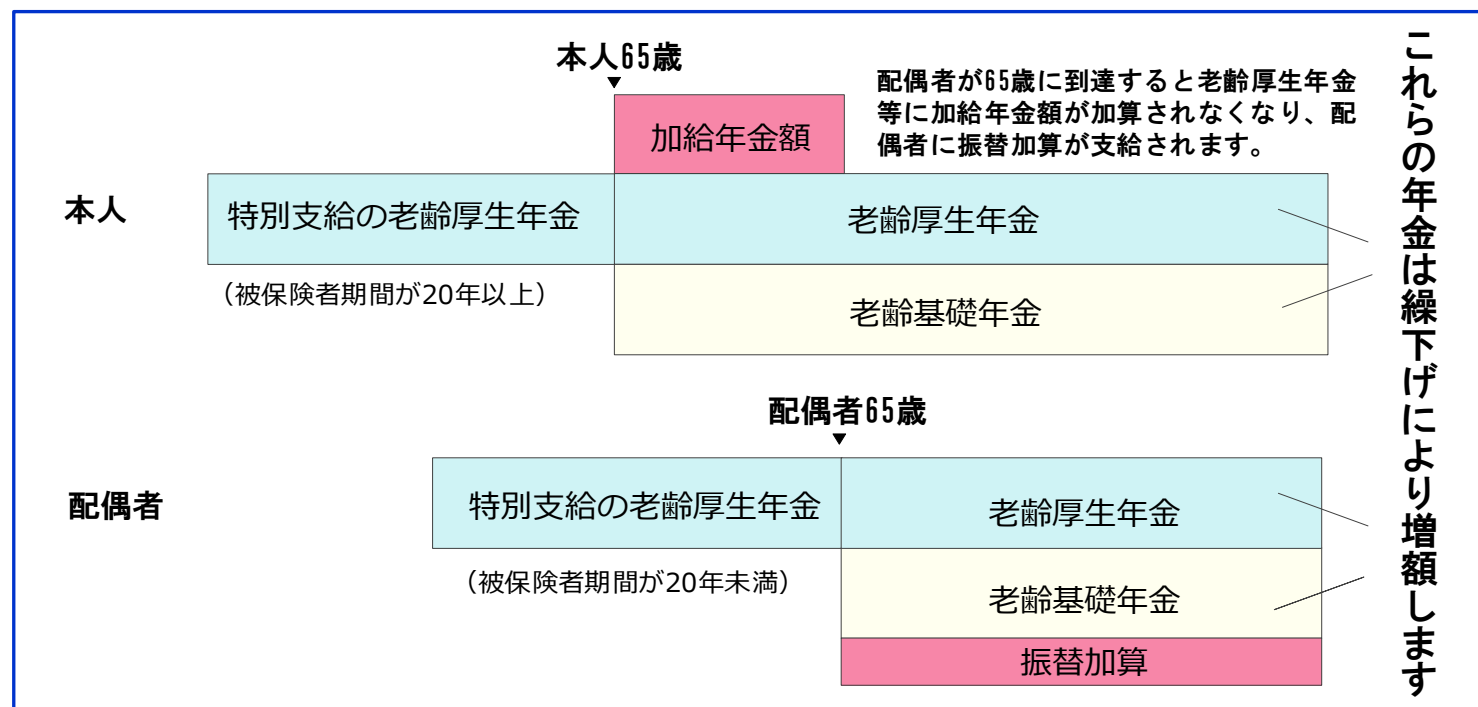 本人65歳
配偶者が65歳に到達すると老齢厚生年金
等に加給年金額が加算されなくなり、配
偶者に振替加算が支給されます。
加給年金額
本人
特別支給の老齢厚生年金
老齢厚生年金
（被保険者期間が20年以上）
老齢基礎年金
配偶者65歳
配偶者
特別支給の老齢厚生年金
老齢厚生年金
（被保険者期間が20年未満）
老齢基礎年金
振替加算
これらの年金は繰下げにより増額します